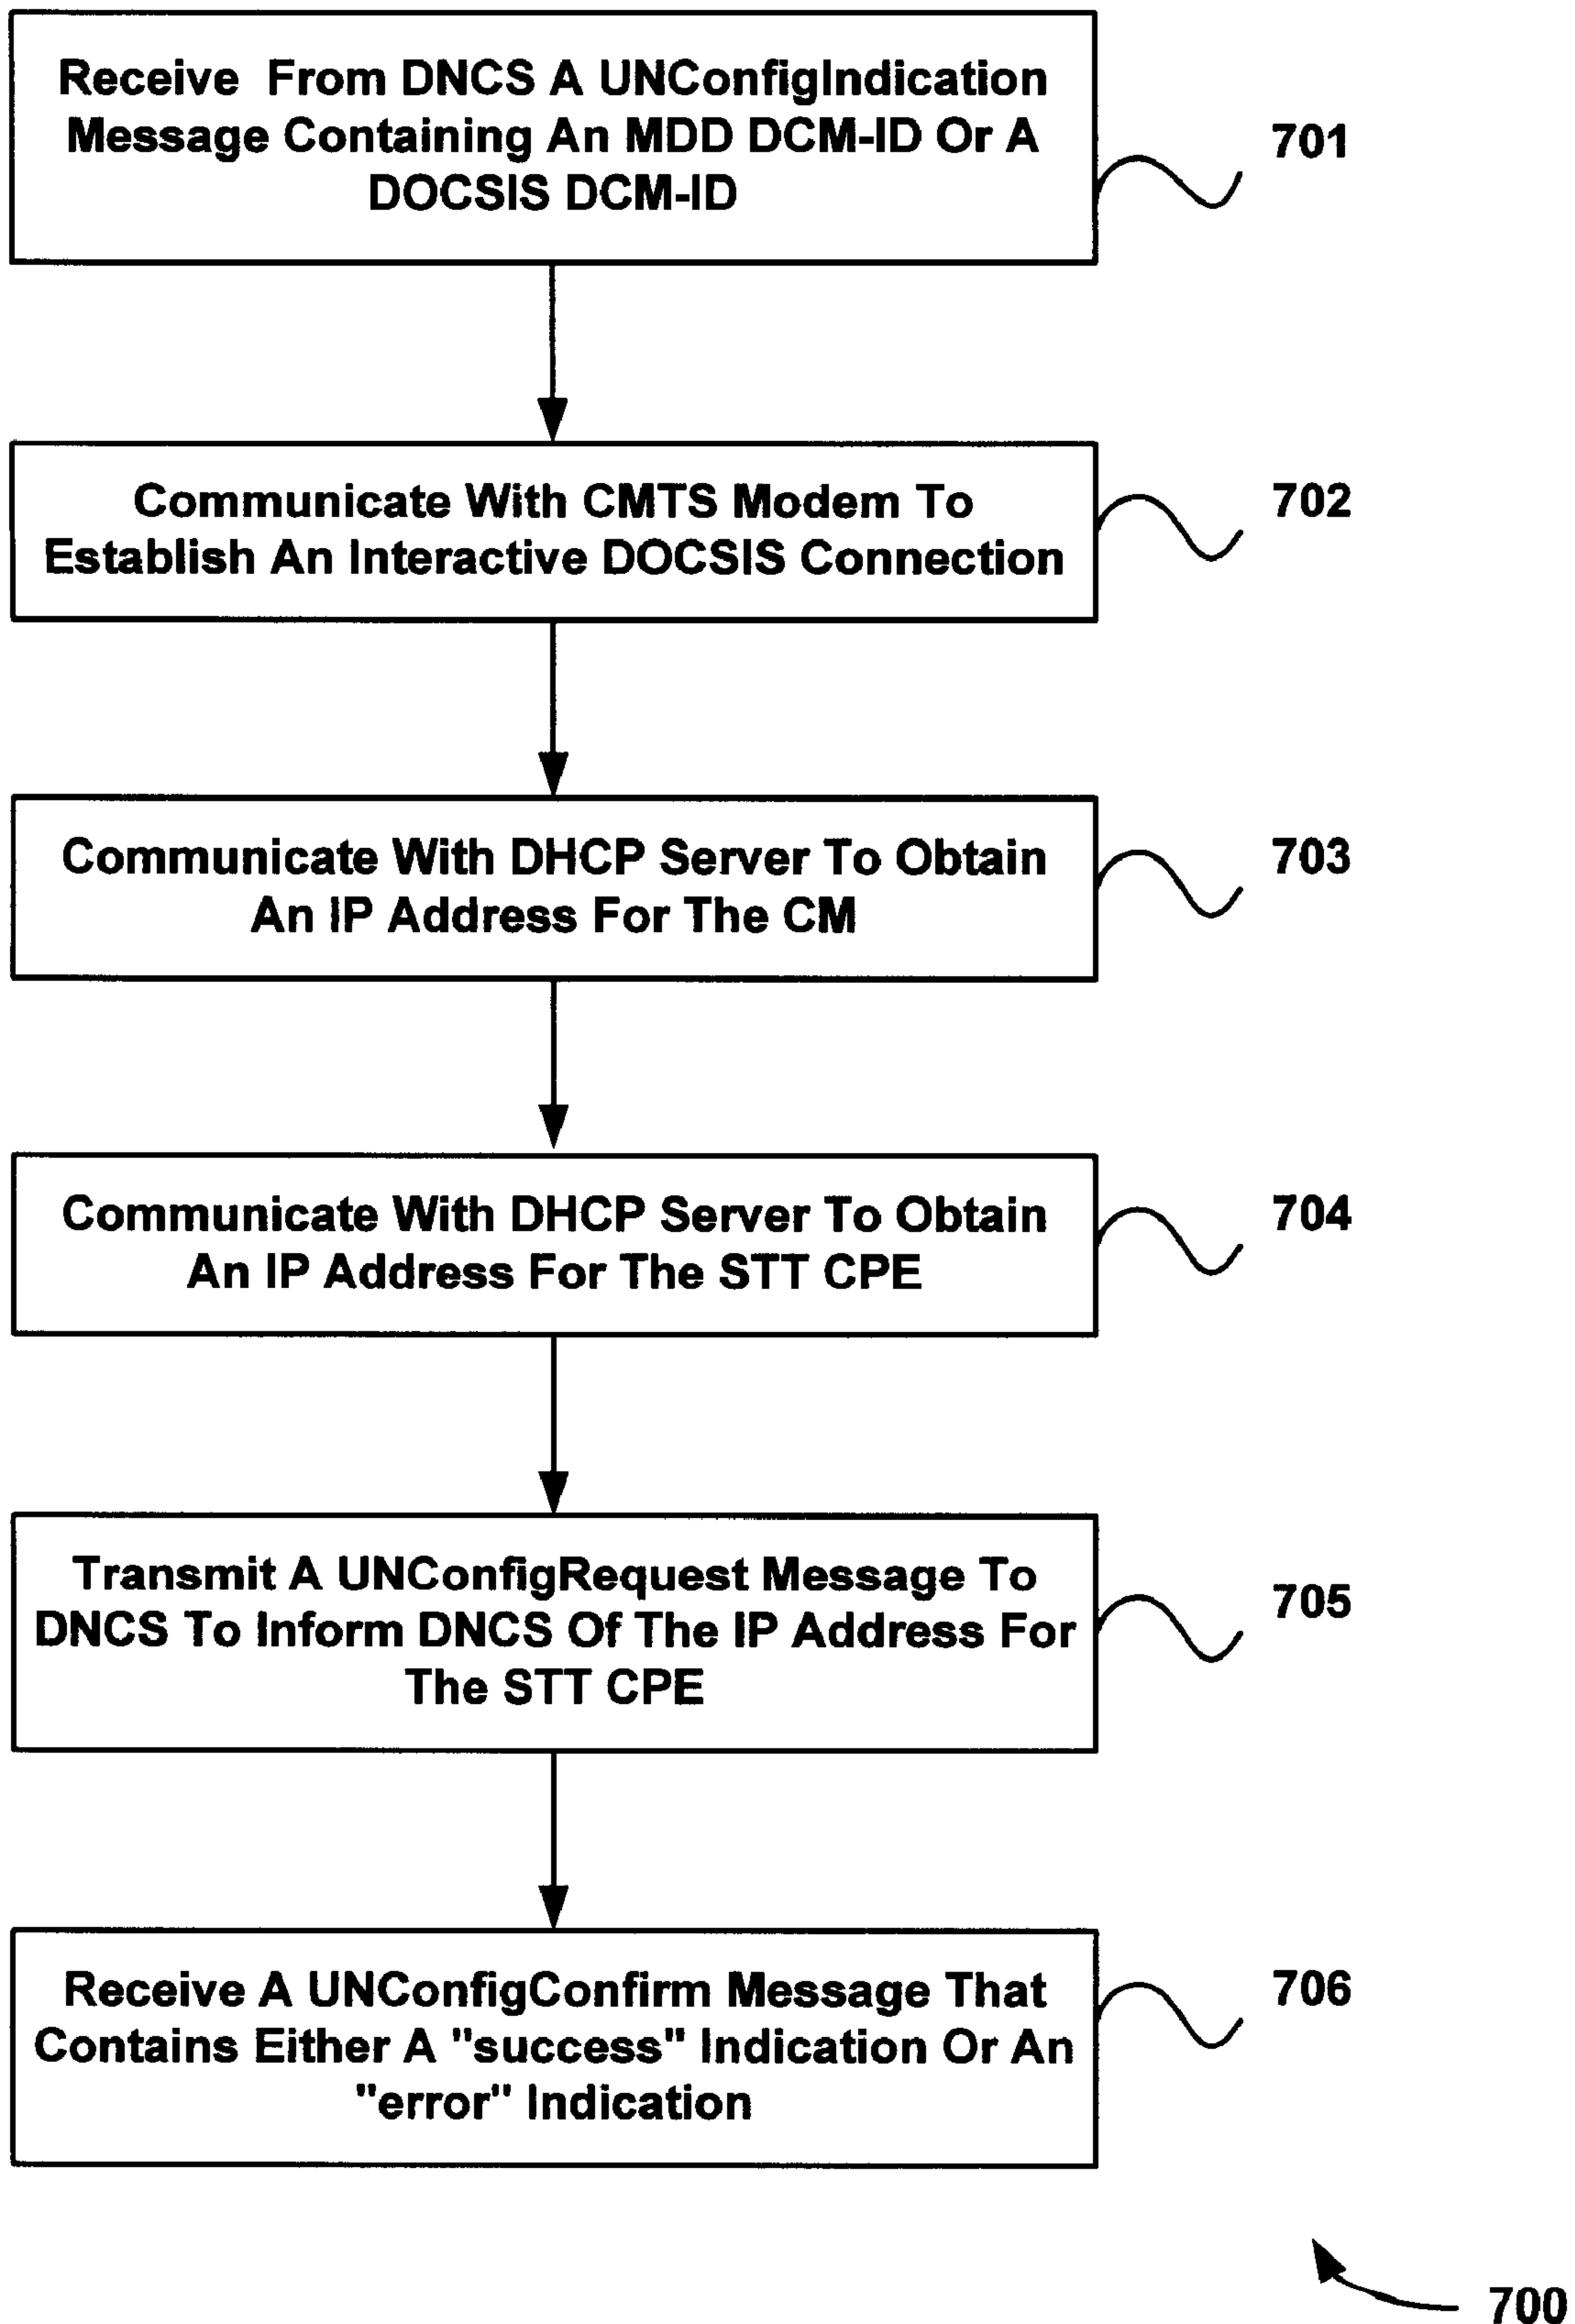 Receive From DNCS A UNConfigIndication
Message Containing An MDD DCM-ID Or A
DOCSIS DCM-ID
701
Communicate With CMTS Modem To
Establish An Interactive DOCSIS Connection
702
Communicate With DHCP Server To Obtain
An IP Address For The CM
703
Communicate With DHCP Server To Obtain
An IP Address For The STT CPE
704
Transmit A UNConfigRequest Message To
DNCS To Inform DNCS Of The IP Address For
The STT CPE
705
Receive A UNConfigConfirm Message That
Contains Either A "success" Indication Or An
"error" Indication
706
700